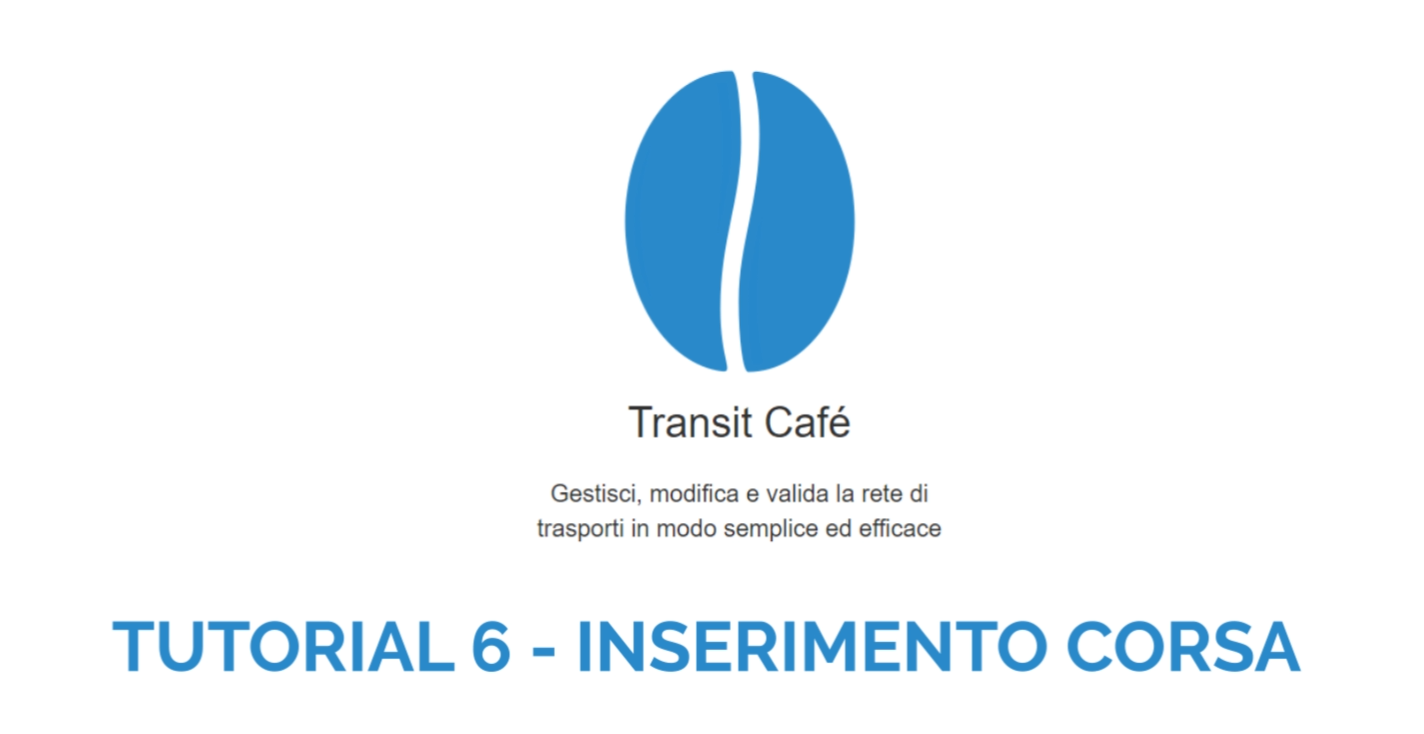 Transit Café
Gestisci, modifica e valida la rete di
trasporti in modo semplice ed efficace
TUTORIAL 6 - INSERIMENTO CORSA